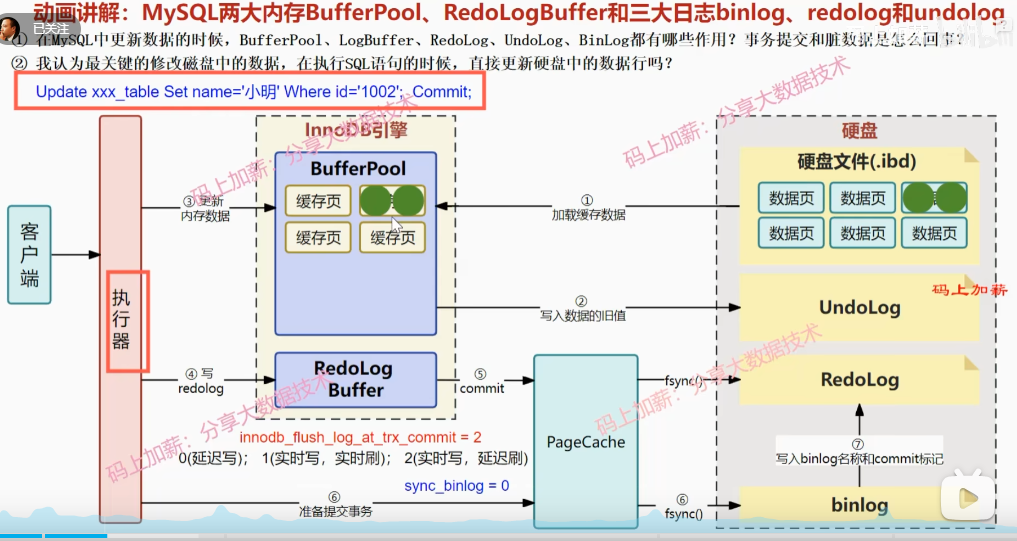 动画讲解：MySQL两大内存BufferPool、RedoLogBuffer和三大日志binlog、redolog和undolog
已关注
① 在MySQL中更新数据的时候，BufferPool、LogBuffer、RedoLog、UndoLog、BinLog都有哪些作用？事务提交和脏数据是怎么回事？
② 我认为最关键的修改磁盘中的数据，在执行SQL语句的时候，直接更新硬盘中的数据行吗？
Update xxx_table Set name='小明' Where id='1002'; Commit;
InnoDB引擎
硬盘
BufferPool
硬盘文件(.ibd)
缓存页
数据页
数据页
③ 更新
内存数据
①
加载缓存数据
缓存页
缓存页
数据页
数据页
数据页
客户端
执行器
②
写入数据的旧值
UndoLog
码上加薪
④ 写
redolog
RedoLog
Buffer
⑤
commit
PageCache
fsync()
RedoLog
innodb_flush_log_at_trx_commit = 2
0(延迟写)；1(实时写，实时刷)；2(实时写，延迟刷)
sync_binlog = 0
⑦
写入binlog名称和commit标记
⑥
准备提交事务
⑥
fsync()
binlog
码上加薪：分享大数据技术
码上加薪：分享大数据技术
码上加薪：分享大数据技术
码上加薪：分享大数据技术